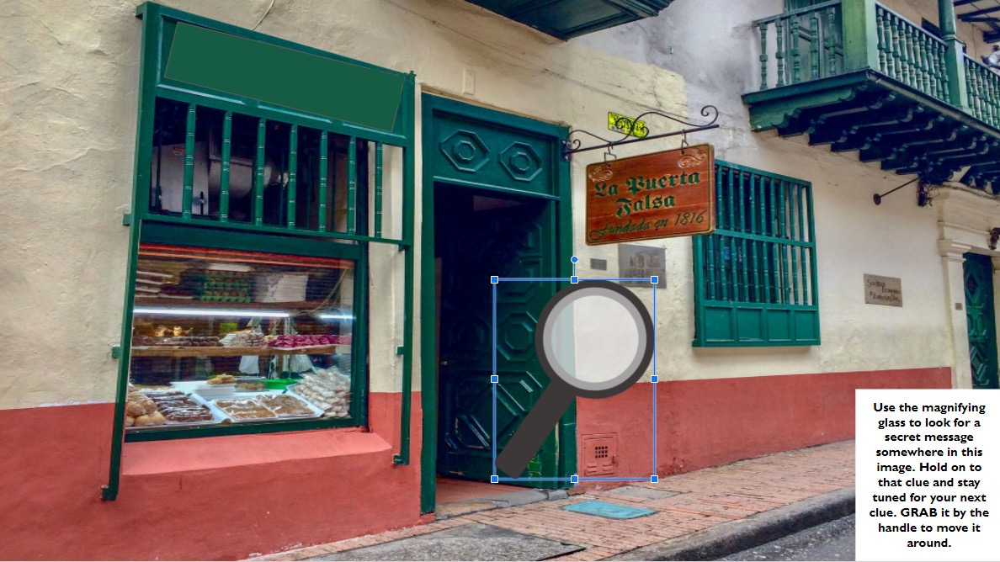 La Puerta
Falsa
Fundada en 1816
Use the magnifying
glass to look for a
secret message
somewhere in this
image. Hold on to
that clue and stay
tuned for your next
clue. GRAB it by the
handle to move it
around.